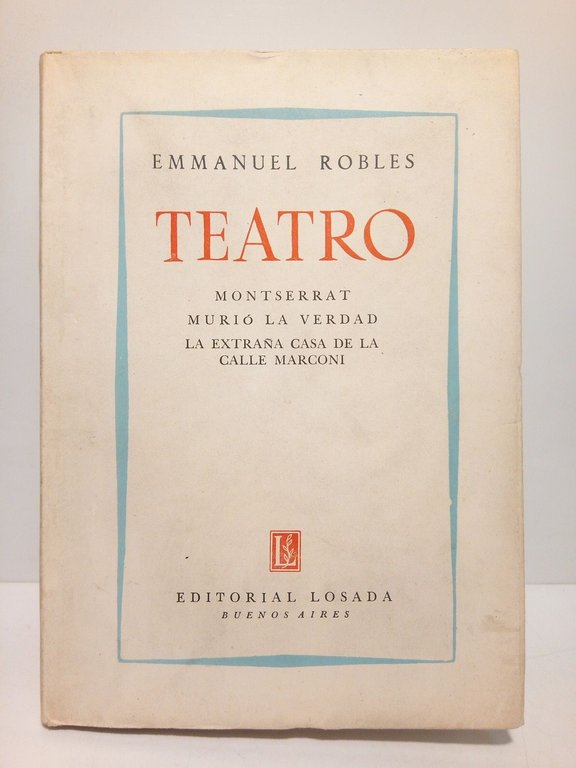 EMMANUEL ROBLES
TEATRO
MONTSERRAT
MURIÓ LA VERDAD
LA EXTRAÑA CASA DE LA
CALLE MARCONI
L
EDITORIAL LOSADA
BUENOS AIRES